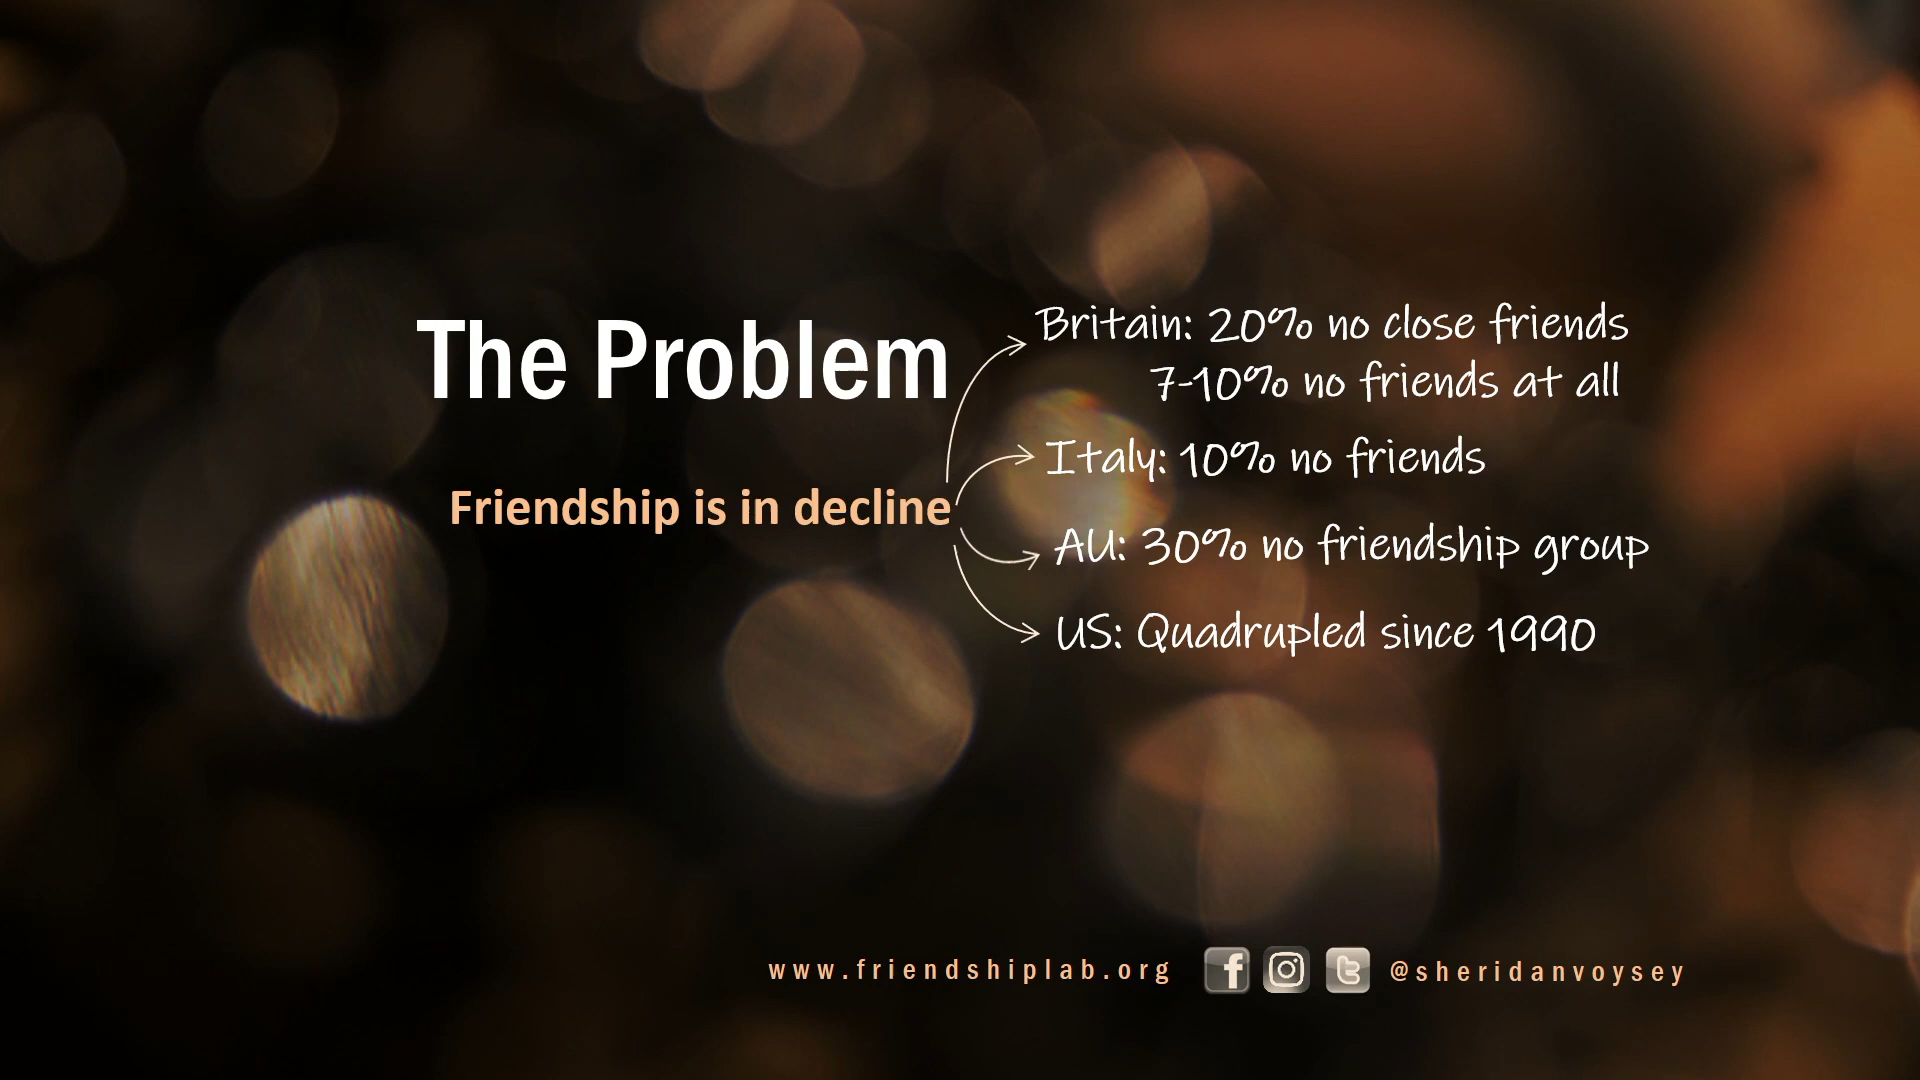 The Problem
Friendship is in decline
Britain: 20% no close friends
7-10% no friends at all
Italy: 10% no friends
AU: 30% no friendship group
US: Quadrupled since 1990
www.friendshiplab.org
@sheridanvoysey